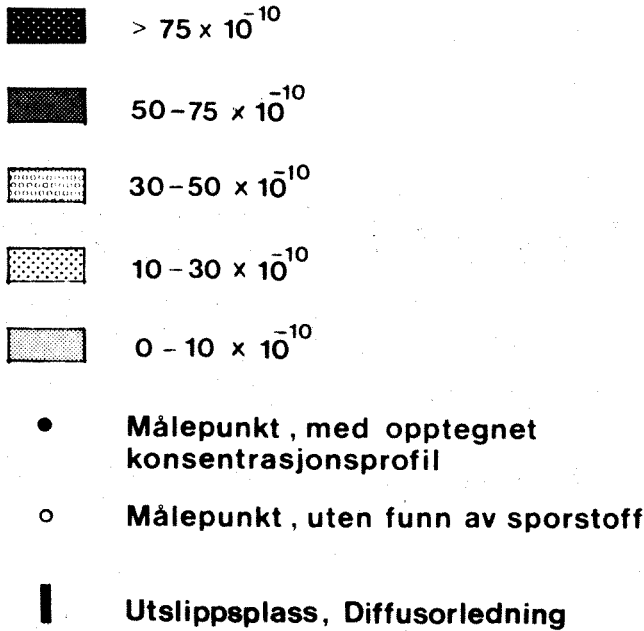 > 75 x 10⁻¹⁰
50-75 x 10⁻¹⁰
30-50 x 10⁻¹⁰
10-30 x 10⁻¹⁰
0-10 x 10⁻¹⁰
Målepunkt, med opptegnet
konsentrasjonsprofil
Målepunkt, uten funn av sporstoff
Utslippsplass, Diffusorledning